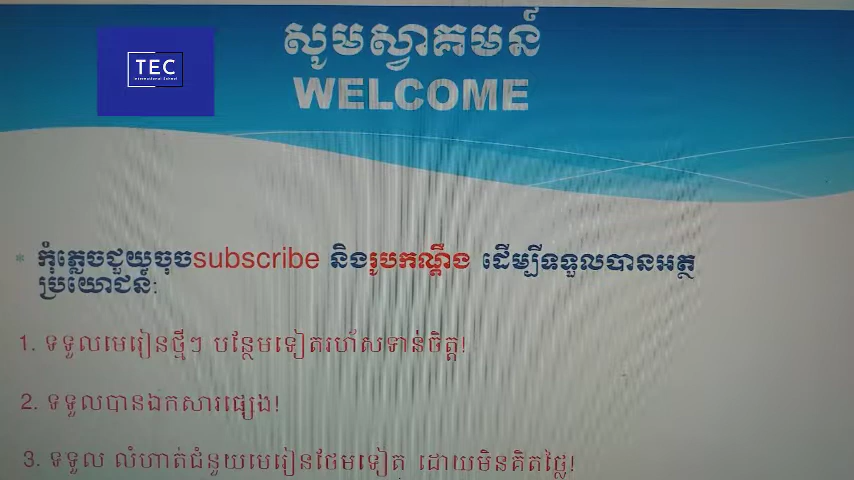 TEC
International School
សូមស្វាគមន៍
WELCOME
* កុំភ្លេចជួយចុចsubscribe និងរូបកណ្ដឹង ដើម្បីទទួលបានអត្ថ
ប្រយោជន៍:
1. ទទួលមេរៀនថ្មីៗ បន្ថែមទៀតរហ័សទាន់ចិត្ត!
2. ទទួលបានឯកសារផ្សេង!
3. ទទួល លំហាត់ជំនួយមេរៀនថែមទៀត ដោយមិនគិតថ្លៃ!